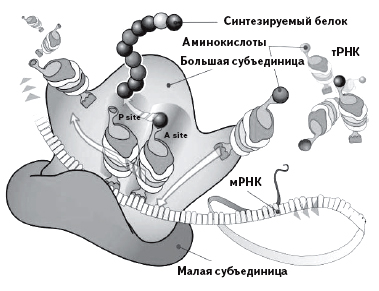 Синтезируемый белок
Аминокислоты
Большая субъединица
тРНК
P site
A site
мРНК
Малая субъединица